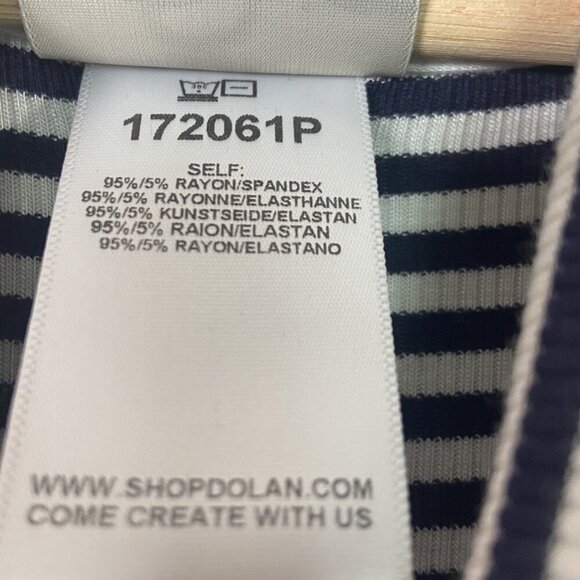 172061P
SELF:
95%/5% RAYON/SPANDEX
95%/5% RAYONNE/ELASTHANNE
95%/5% KUNSTSEIDE/ELASTAN
95%/5% RAION/ELASTAN
95%/5% RAYON/ELASTANO
WWW.SHOPDOLAN.COM
COME CREATE WITH US